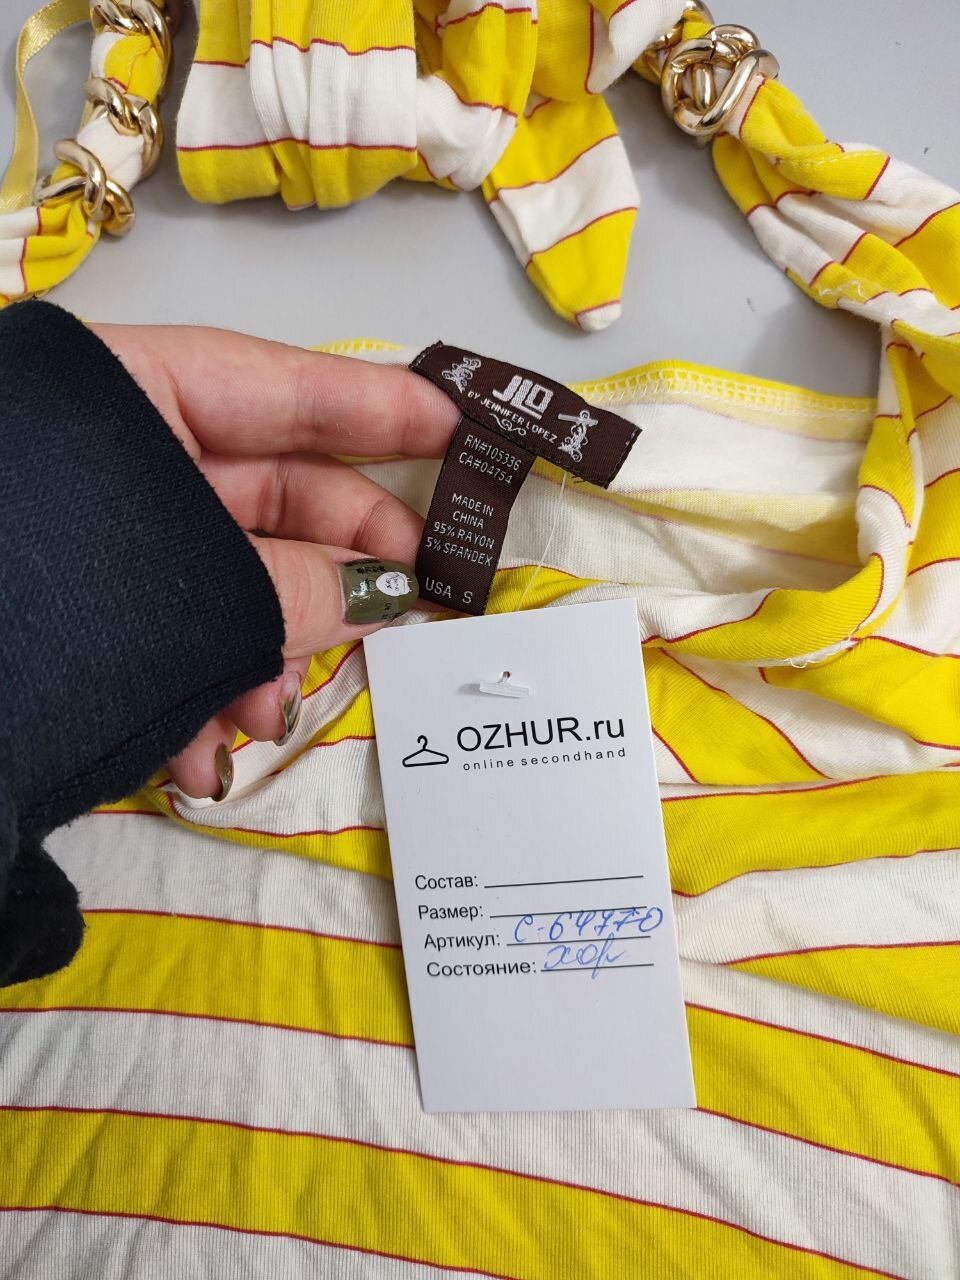 JLO
BY JENNIFER LOPEZ
RN#105336
CA#04754
MADE IN
CHINA
95% RAYON
5% SPANDEX
USA S
OZHUR.ru
online secondhand
Состав:
Размер:
Артикул: С-64770
Состояние: хор